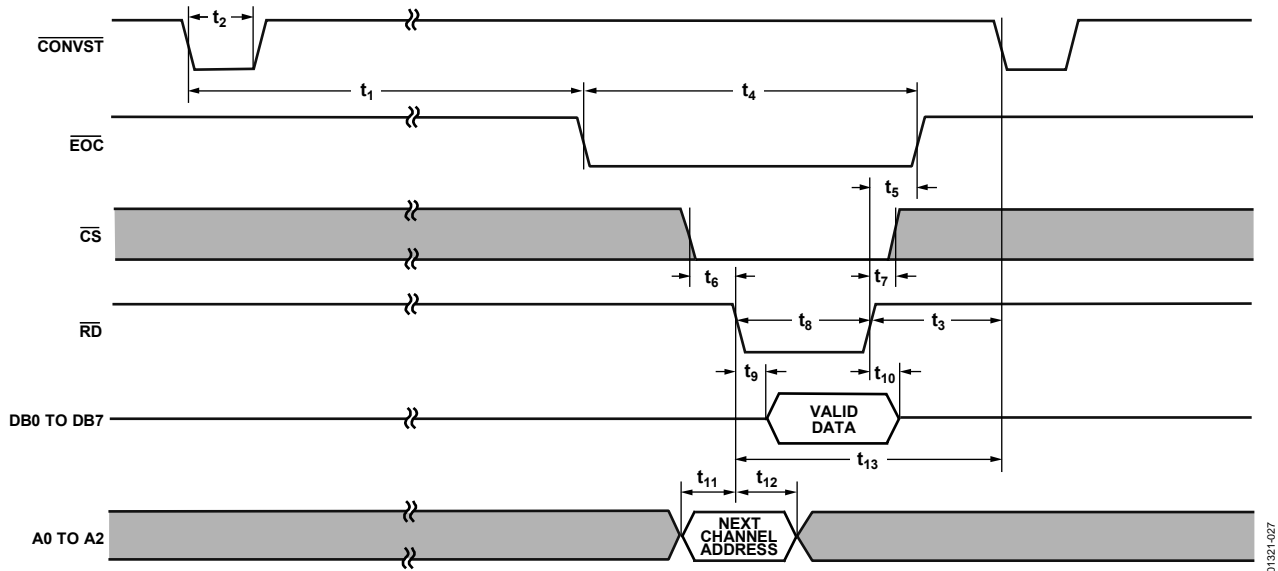 t2
CONVST
t1
t4
EOC
t5
CS
t6
t7
RD
t8
t3
t9
t10
DB0 TO DB7
VALID
DATA
t13
t11
t12
A0 TO A2
NEXT
CHANNEL
ADDRESS
01321-027